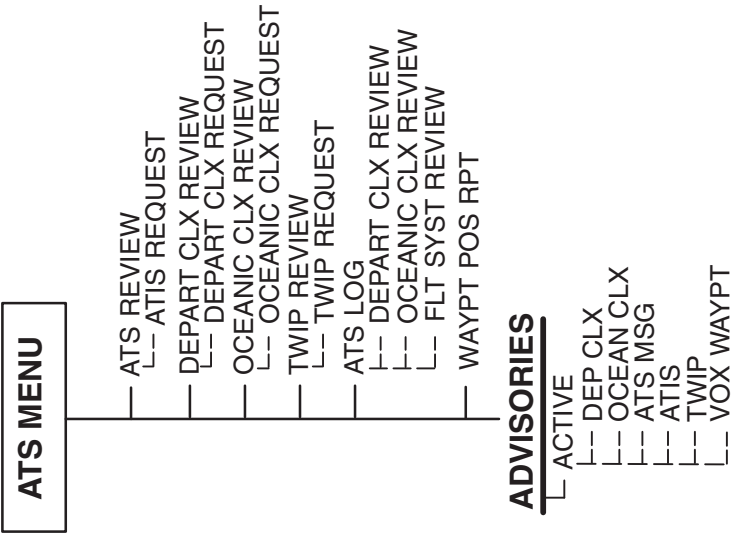 ATS MENU
ATS REVIEW
ATIS REQUEST
DEPART CLX REVIEW
DEPART CLX REQUEST
OCEANIC CLX REVIEW
OCEANIC CLX REQUEST
TWIP REVIEW
TWIP REQUEST
ATS LOG
DEPART CLX REVIEW
OCEANIC CLX REVIEW
FLT SYST REVIEW
WAYPT POS RPT
ADVISORIES
ACTIVE
DEP CLX
OCEAN CLX
ATS MSG
ATIS
TWIP
VOX WAYPT